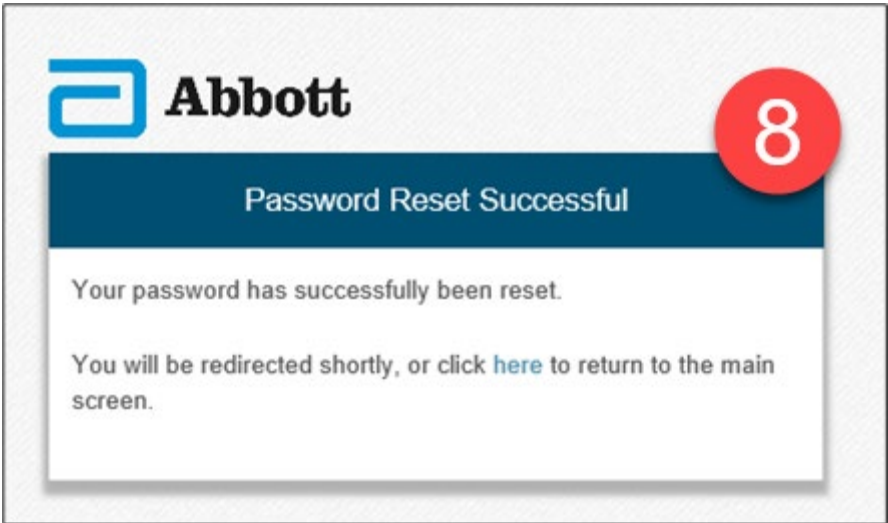 Abbott
8
Password Reset Successful
Your password has successfully been reset.
You will be redirected shortly, or click here to return to the main
screen.